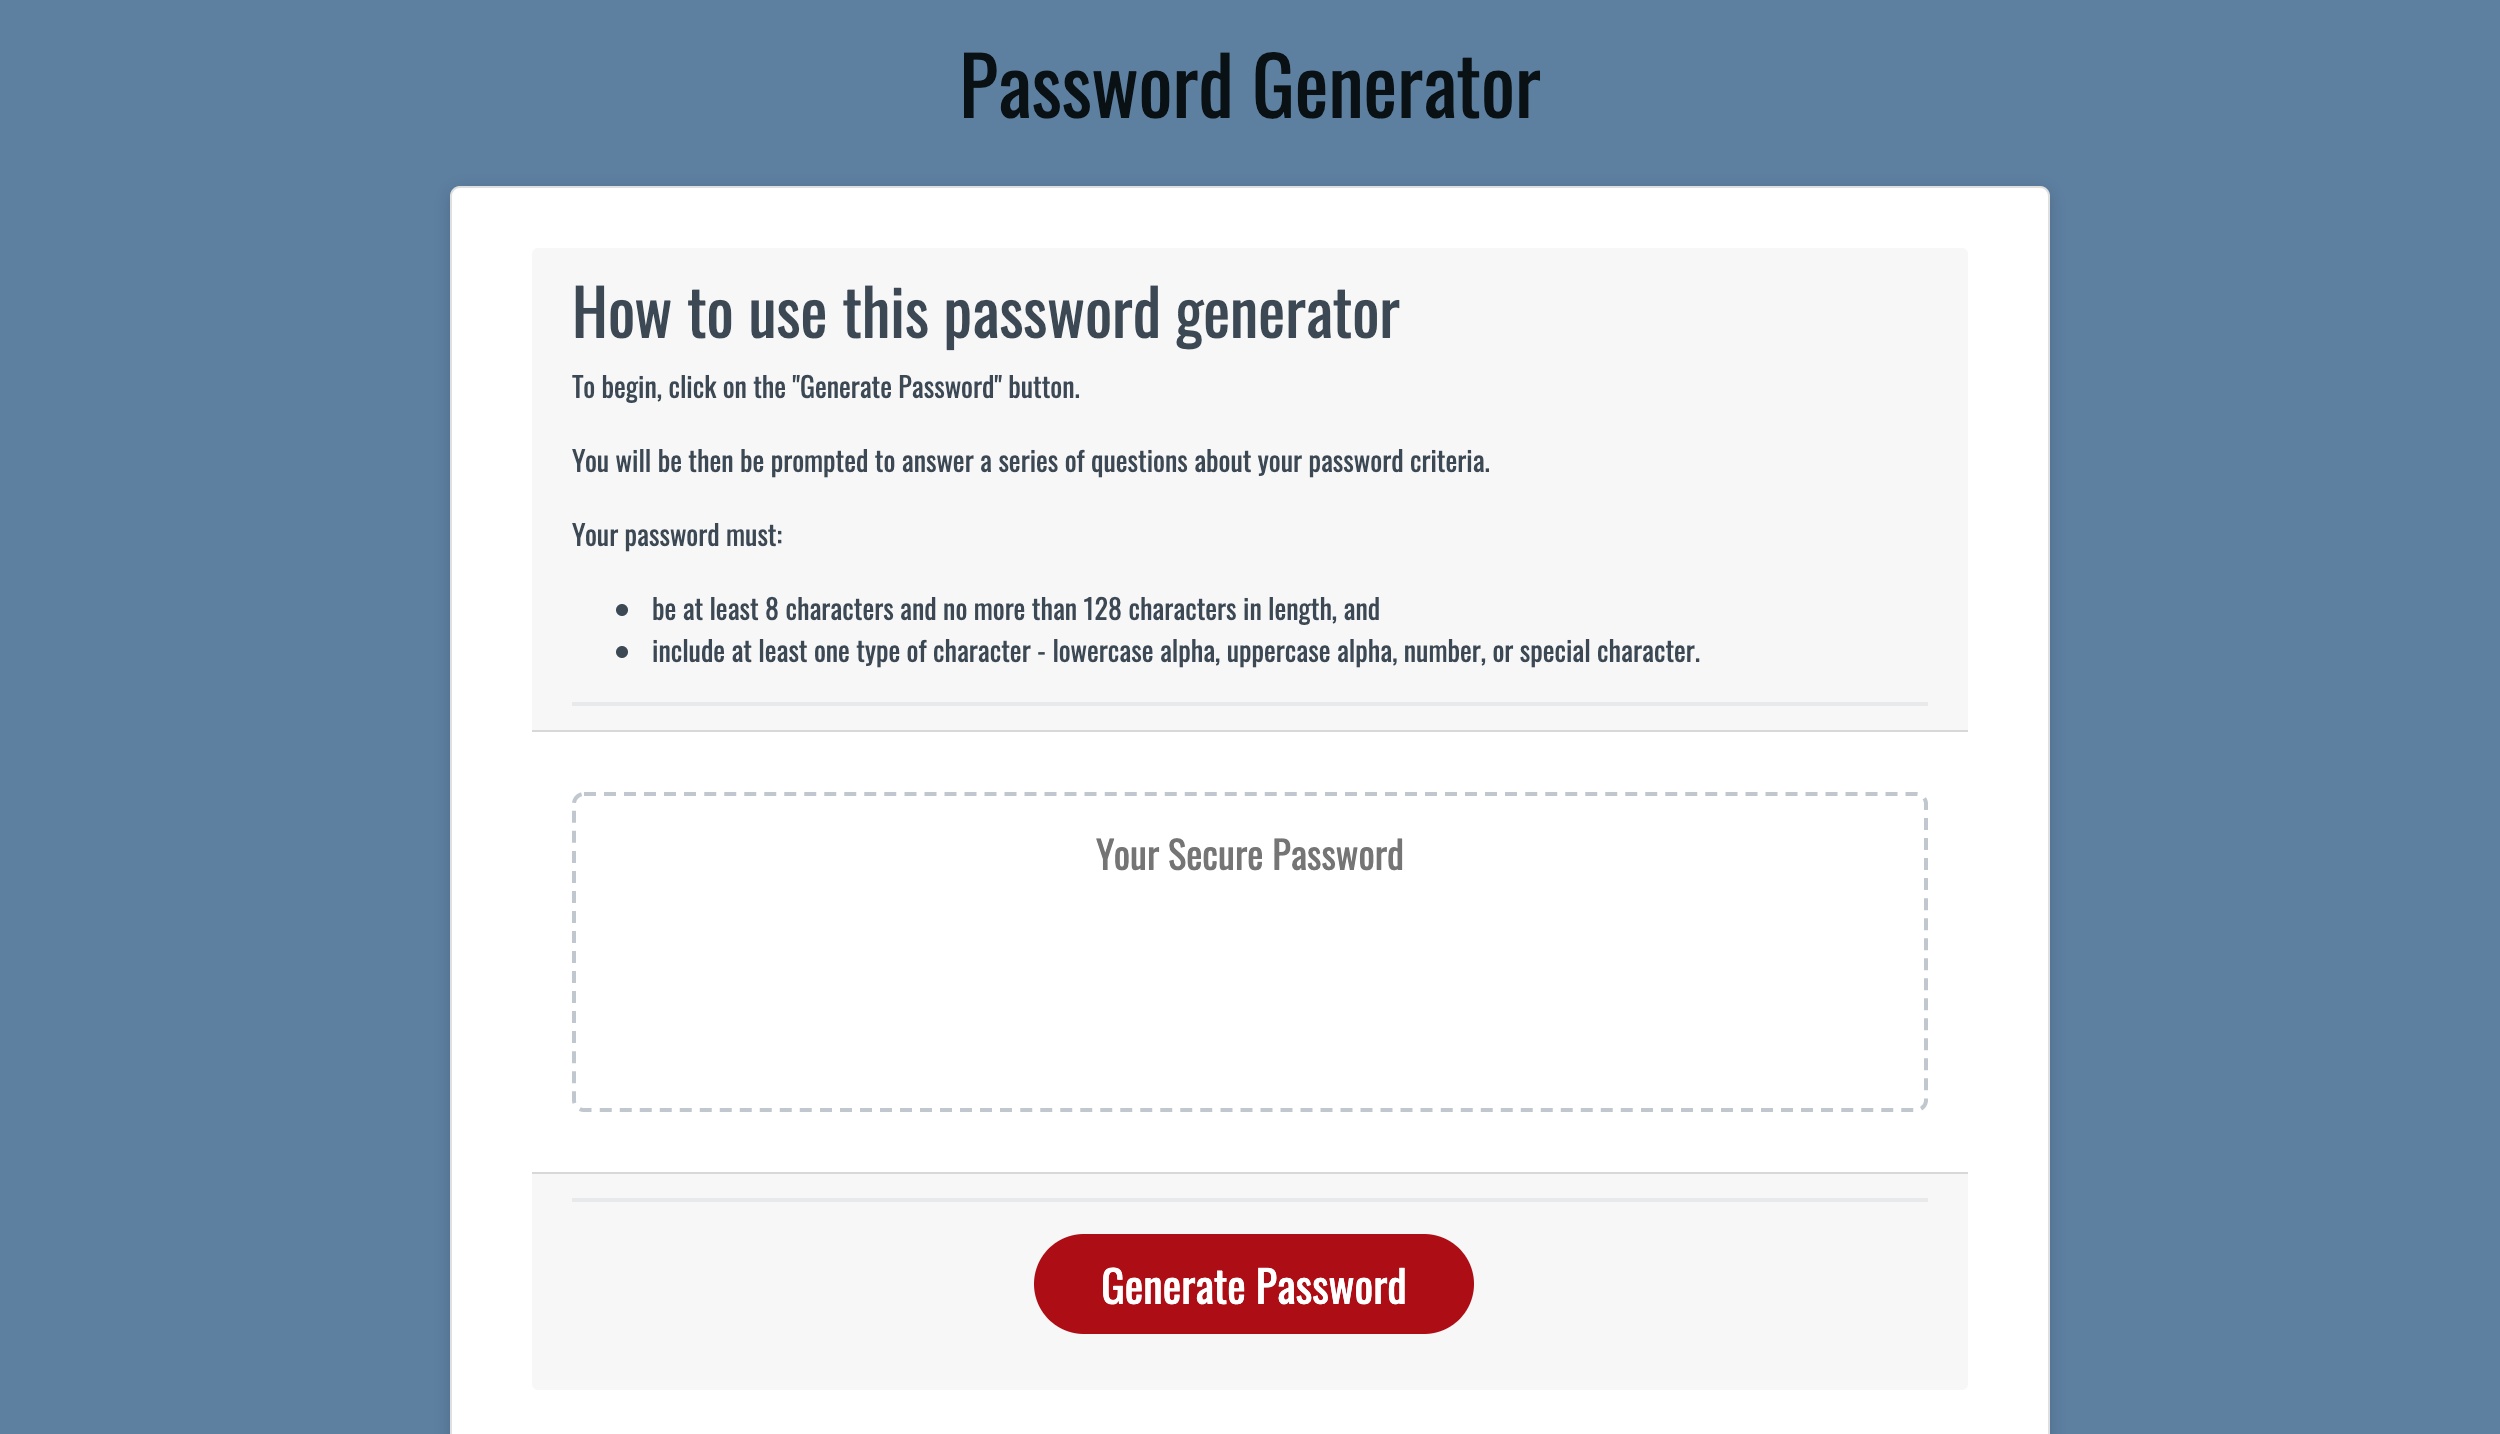 Password Generator
How to use this password generator
To begin, click on the "Generate Password" button.
You will be then be prompted to answer a series of questions about your password criteria.
Your password must:
be at least 8 characters and no more than 128 characters in length, and
include at least one type of character - lowercase alpha, uppercase alpha, number, or special character.
Your Secure Password
Generate Password